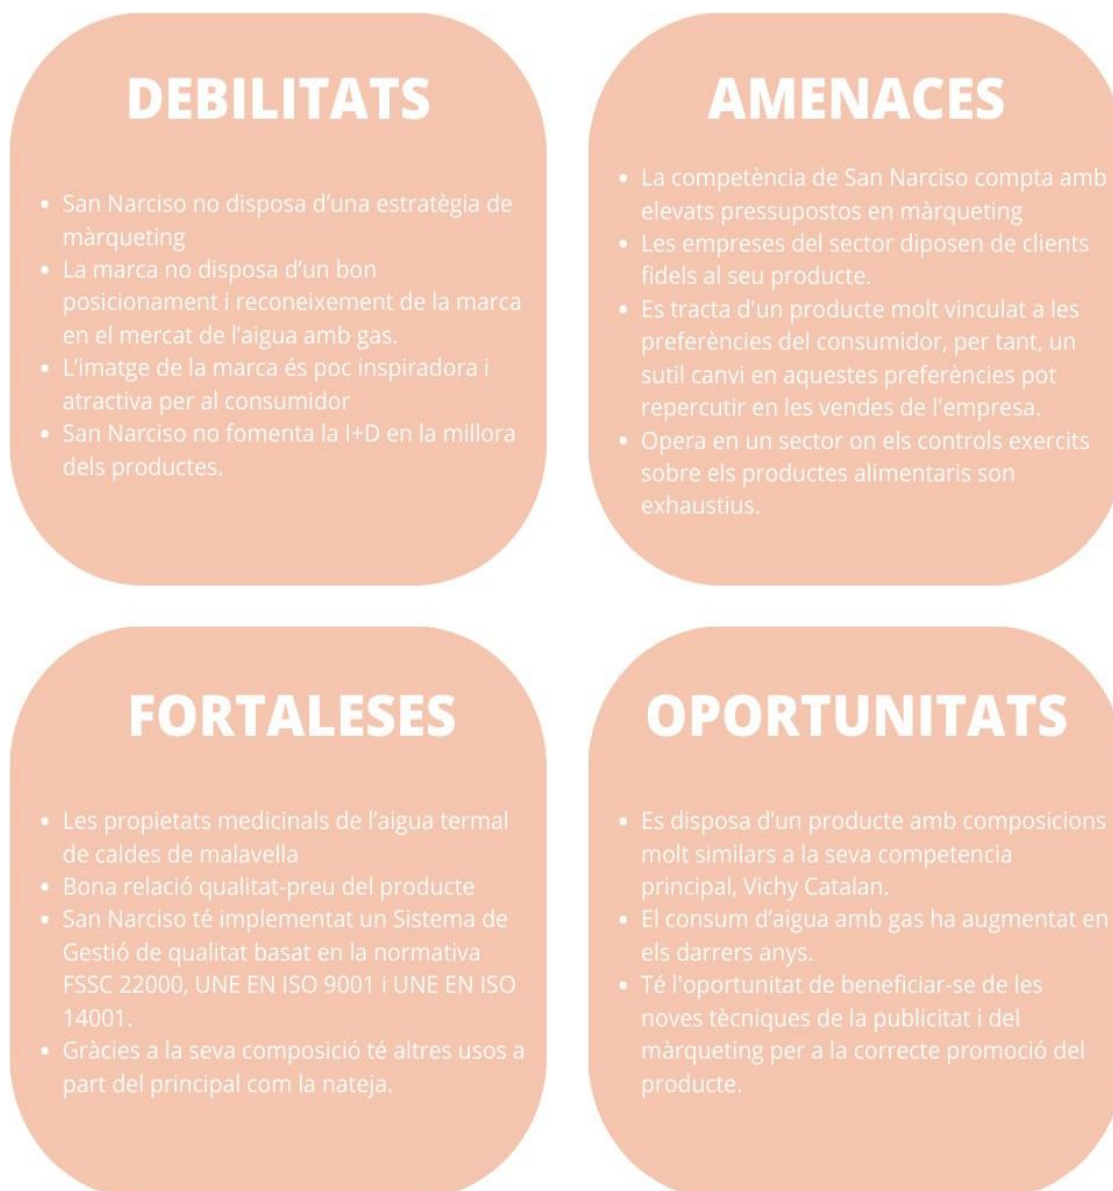 DEBILITATS
• San Narciso no disposa d’una estratègia de
màrqueting
• La marca no disposa d’un bon
posicionament i reconeixement de la marca
en el mercat de l’aigua amb gas.
• L’imatge de la marca és poc inspiradora i
atractiva per al consumidor
• San Narciso no fomenta la I+D en la millora
dels productes.
AMENACES
• La competència de San Narciso compta amb
elevats pressupostos en màrqueting
• Les empreses del sector diposen de clients
fidels al seu producte.
• Es tracta d'un producte molt vinculat a les
preferències del consumidor, per tant, un
sutil canvi en aquestes preferències pot
repercutir en les vendes de l'empresa.
• Opera en un sector on els controls exercits
sobre els productes alimentaris son
exhaustius.
FORTALESES
• Les propietats medicinals de l’aigua termal
de caldes de malavella
• Bona relació qualitat-preu del producte
• San Narciso té implementat un Sistema de
Gestió de qualitat basat en la normativa
FSSC 22000, UNE EN ISO 9001 i UNE EN ISO
14001.
• Gràcies a la seva composició té altres usos a
part del principal com la nateja.
OPORTUNITATS
• Es disposa d’un producte amb composicions
molt similars a la seva competencia
principal, Vichy Catalan.
• El consum d’aigua amb gas ha augmentat en
els darrers anys.
• Té l'oportunitat de beneficiar-se de les
noves tècniques de la publicitat i del
màrqueting per a la correcte promoció del
producte.